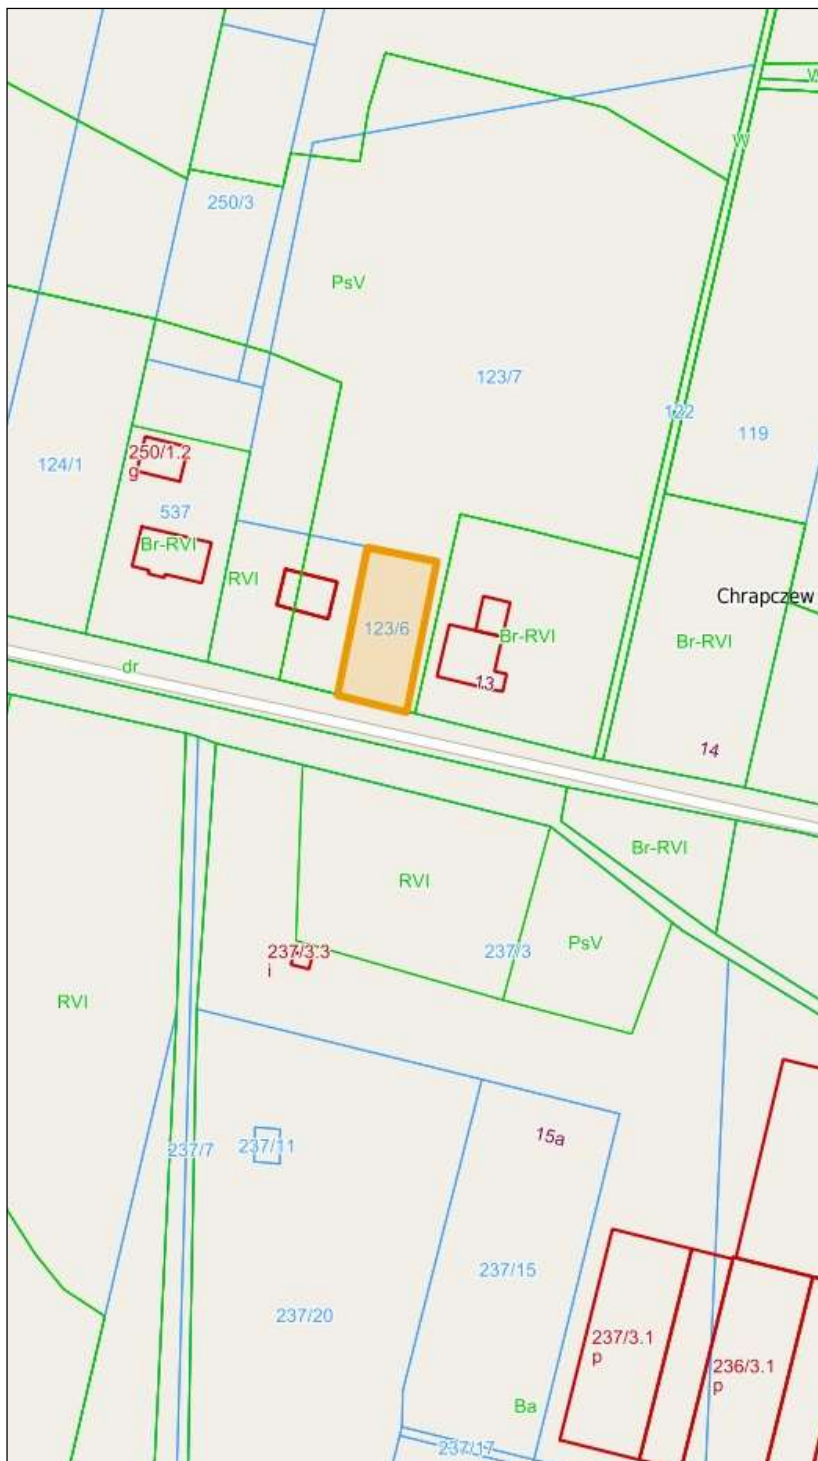 W
W
250/3
PsV
123/7
122
119
250/1.2
g
124/1
537
Br-RVI
RVI
Chrapczew
123/6
Br-RVI
Br-RVI
dr
13
14
Br-RVI
RVI
PsV
237/3
237/3.3
i
RVI
15a
237/7
237/11
237/15
237/20
237/3.1
p
236/3.1
p
Ba
237/17